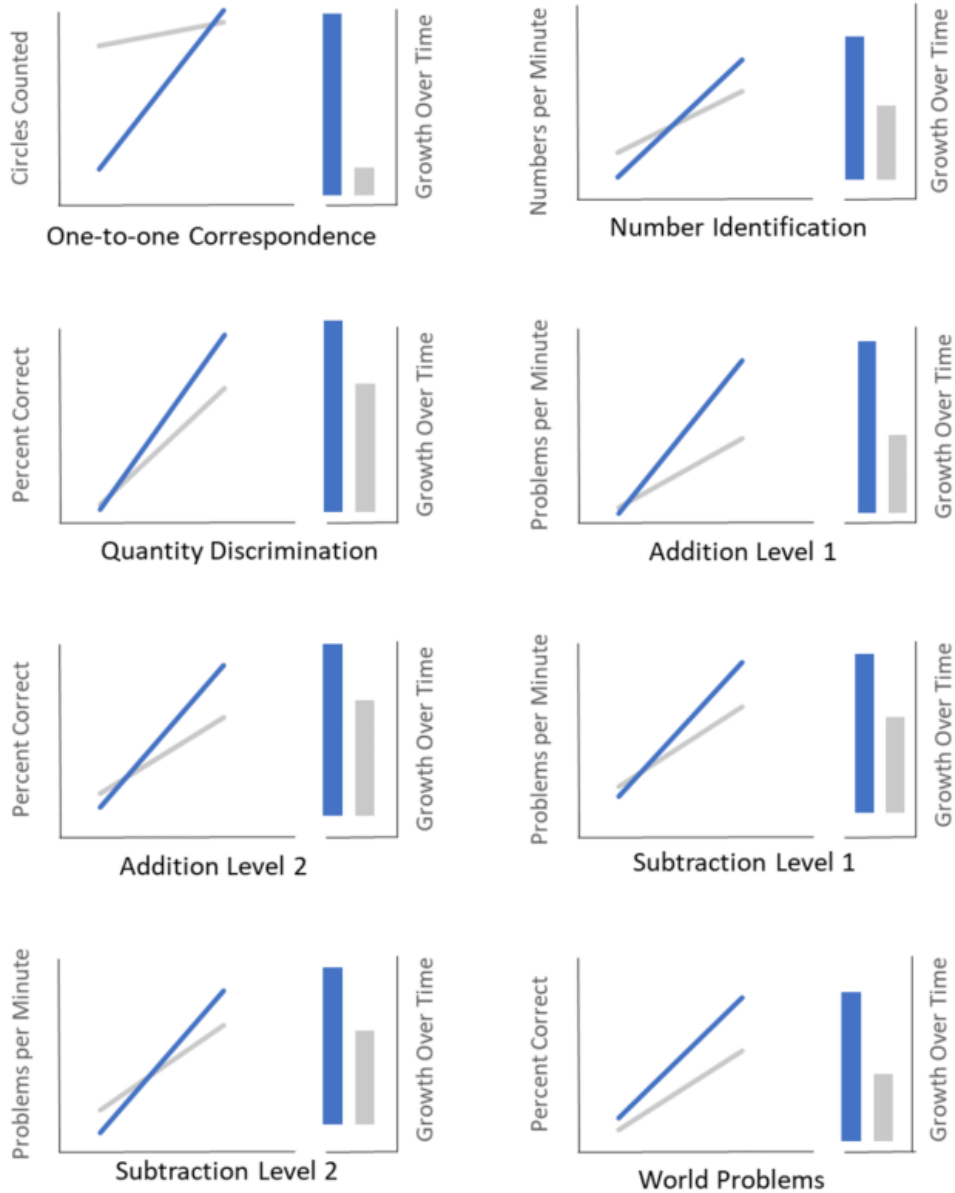 Circles Counted
Growth Over Time
One-to-one Correspondence
Numbers per Minute
Growth Over Time
Number Identification
Percent Correct
Growth Over Time
Quantity Discrimination
Problems per Minute
Growth Over Time
Addition Level 1
Percent Correct
Growth Over Time
Addition Level 2
Problems per Minute
Growth Over Time
Subtraction Level 1
Problems per Minute
Growth Over Time
Subtraction Level 2
Percent Correct
Growth Over Time
World Problems